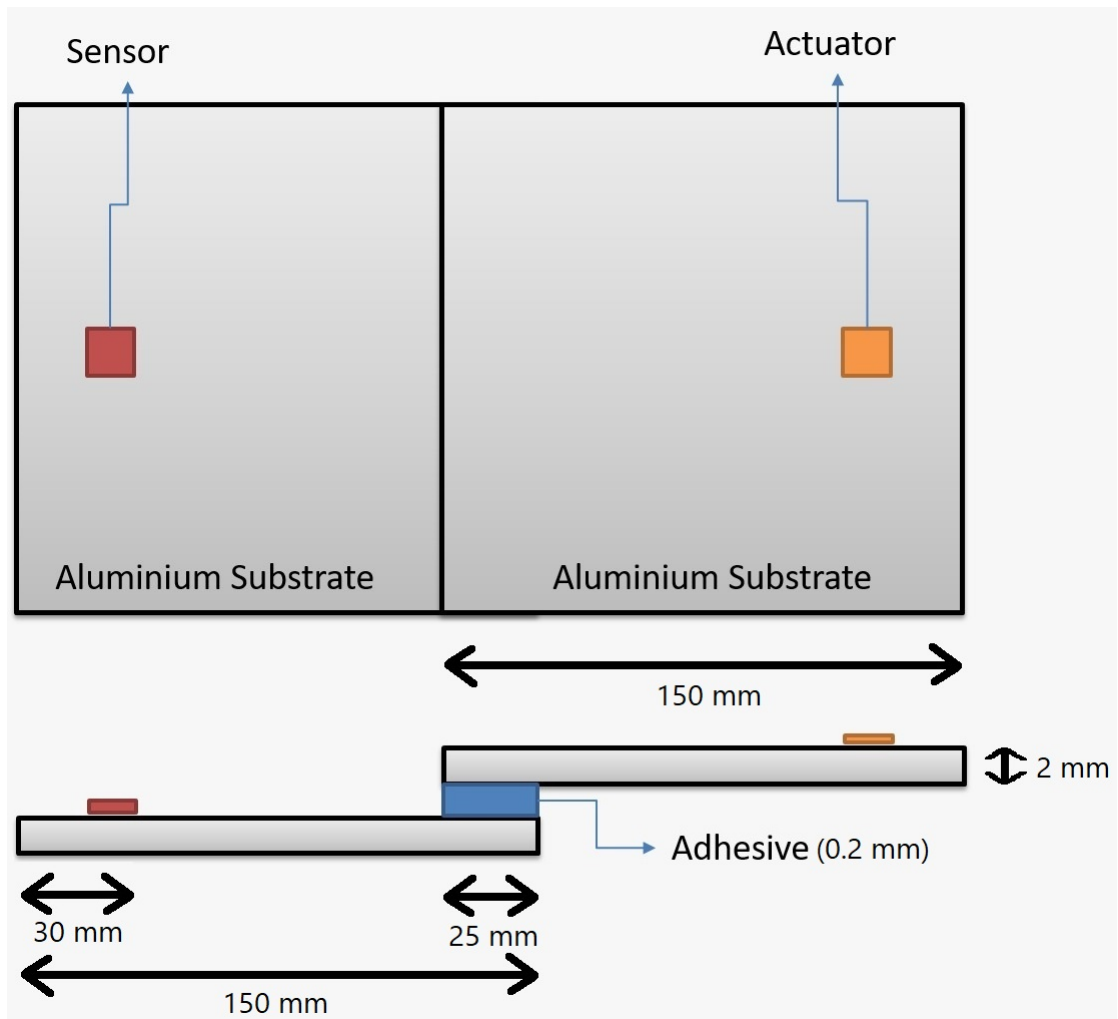 Sensor
Actuator
Aluminium Substrate
Aluminium Substrate
150 mm
2 mm
Adhesive (0.2 mm)
30 mm
25 mm
150 mm